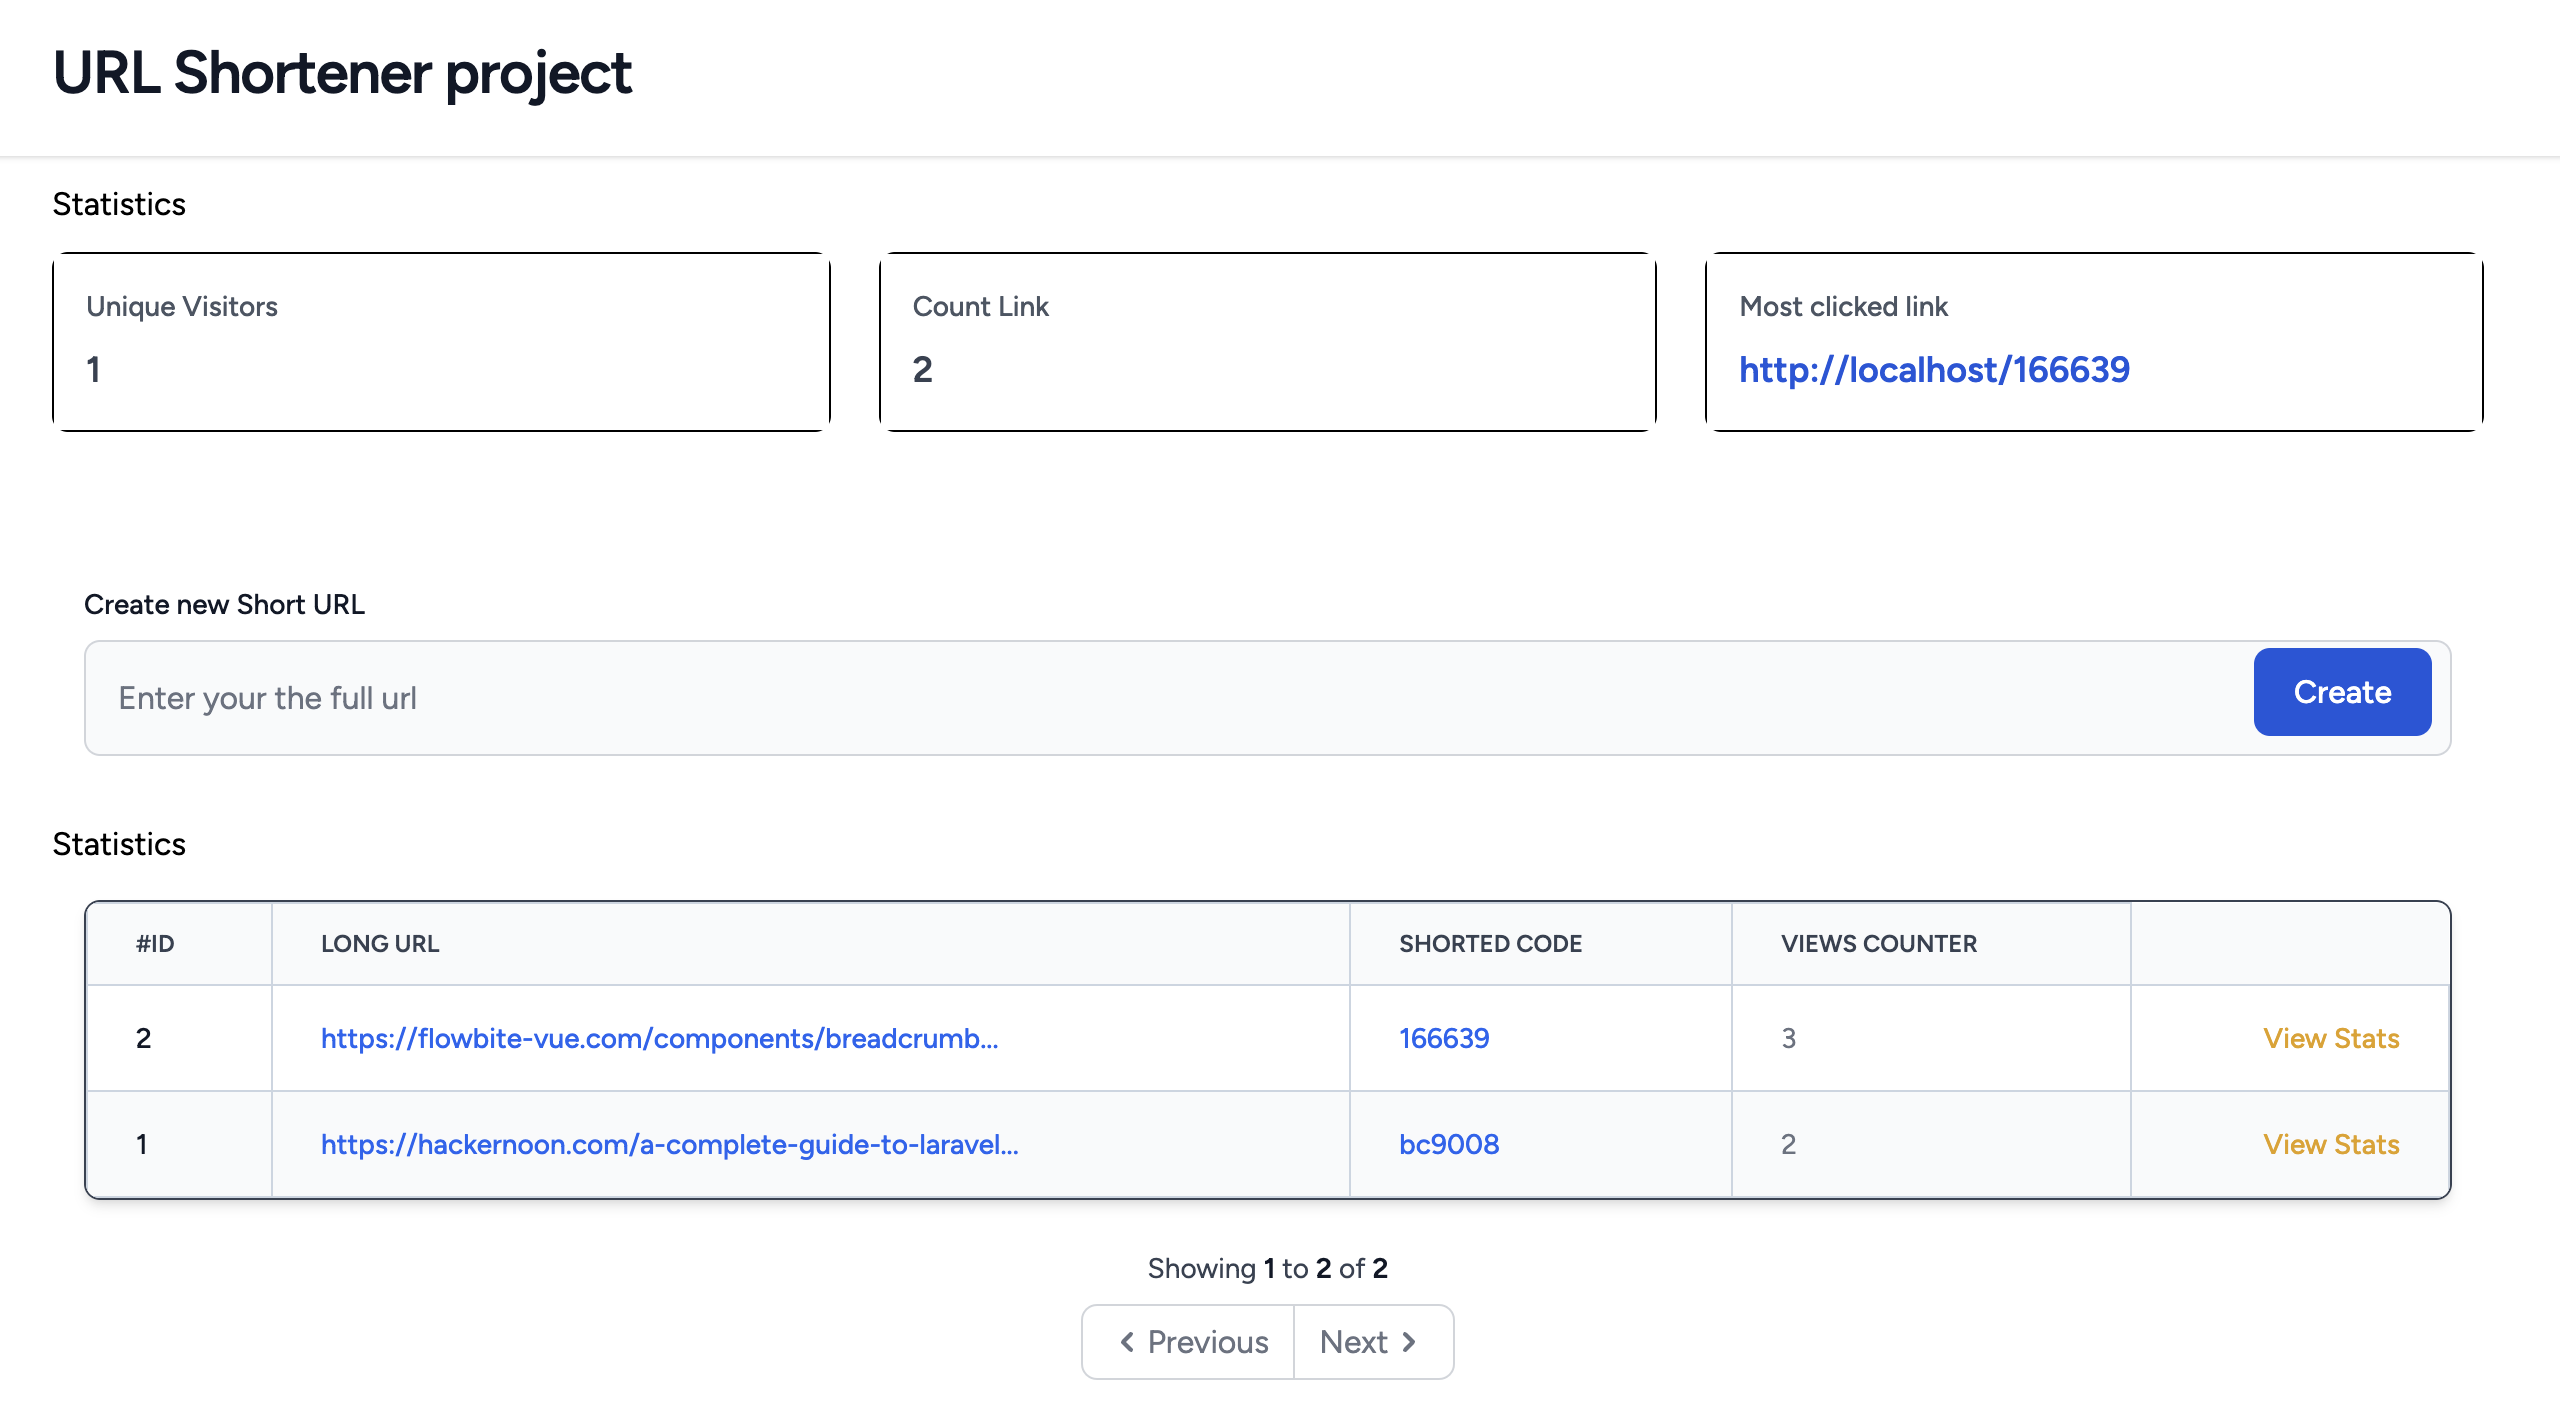 URL Shortener project
Statistics
Unique Visitors
1
Count Link
2
Most clicked link
http://localhost/166639
Create new Short URL
Enter your the full url
Create
Statistics
#ID LONG URL SHORTED CODE VIEWS COUNTER
2 https://flowbite-vue.com/components/breadcrumb... 166639 3 View Stats
1 https://hackernoon.com/a-complete-guide-to-laravel... bc9008 2 View Stats
Showing 1 to 2 of 2
Previous Next